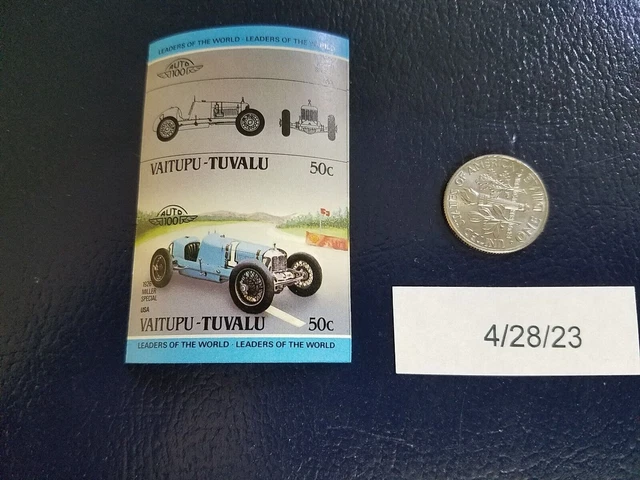 LEADERS OF THE WORLD - LEADERS OF THE
AUTO
100
VAITUPU - TUVALU 50c
AUTO
100
MILLER
SPECIAL
USA
VAITUPU - TUVALU 50c
LEADERS OF THE WORLD - LEADERS OF THE WORLD
4/28/23